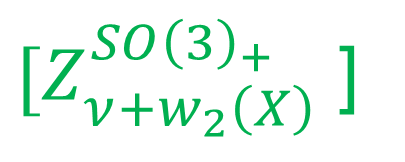 [Z^{SO(3)_+}_{ν+w_2(X)} ]